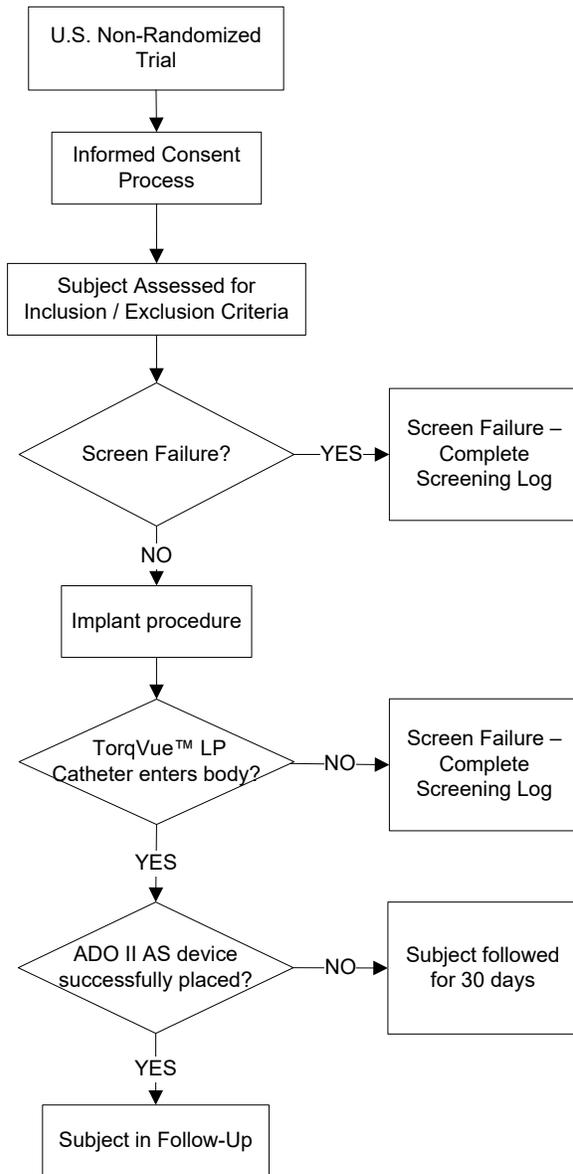 U.S. Non-Randomized
Trial
Informed Consent
Process
Subject Assessed for
Inclusion / Exclusion Criteria
Screen Failure?
YES
Screen Failure –
Complete
Screening Log
NO
Implant procedure
TorqVue™ LP
Catheter enters body?
NO
Screen Failure –
Complete
Screening Log
YES
ADO II AS device
successfully placed?
NO
Subject followed
for 30 days
YES
Subject in Follow-Up